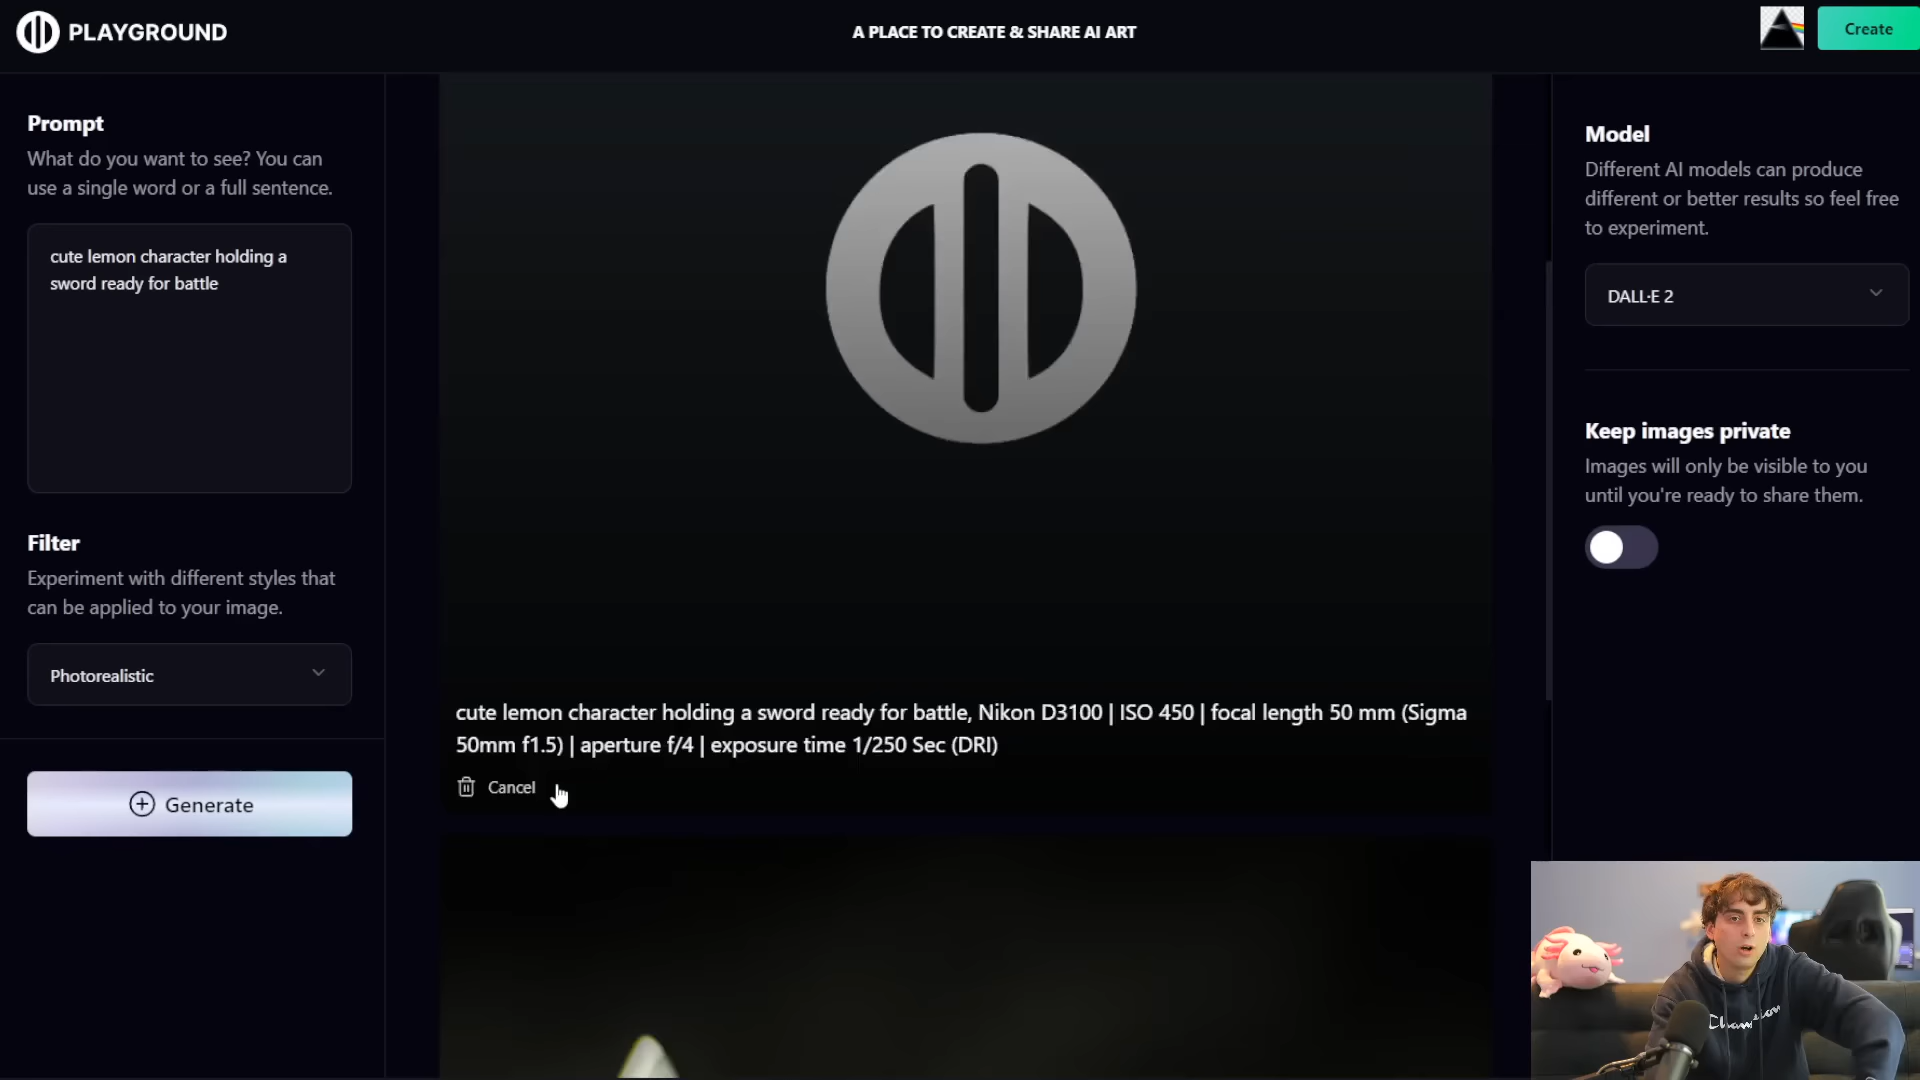 PLAYGROUND
A PLACE TO CREATE & SHARE AI ART
Create
Prompt
What do you want to see? You can
use a single word or a full sentence.
cute lemon character holding a
sword ready for battle
Filter
Experiment with different styles that
can be applied to your image.
Photorealistic
Generate
cute lemon character holding a sword ready for battle, Nikon D3100 | ISO 450 | focal length 50 mm (Sigma
50mm f1.5) | aperture f/4 | exposure time 1/250 Sec (DRI)
Cancel
Model
Different AI models can produce
different or better results so feel free
to experiment.
DALL·E 2
Keep images private
Images will only be visible to you
until you're ready to share them.
Champion